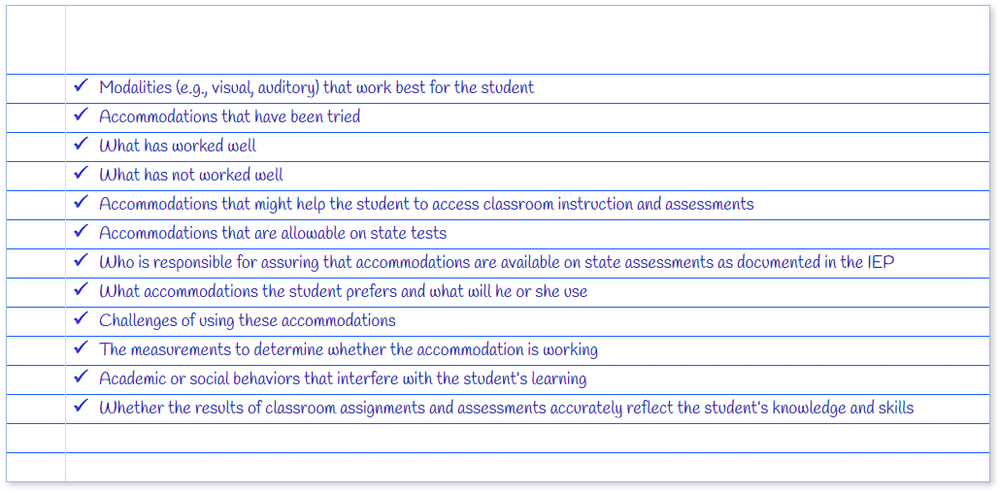 ✓ Modalities (e.g., visual, auditory) that work best for the student
✓ Accommodations that have been tried
✓ What has worked well
✓ What has not worked well
✓ Accommodations that might help the student to access classroom instruction and assessments
✓ Accommodations that are allowable on state tests
✓ Who is responsible for assuring that accommodations are available on state assessments as documented in the IEP
✓ What accommodations the student prefers and what will he or she use
✓ Challenges of using these accommodations
✓ The measurements to determine whether the accommodation is working
✓ Academic or social behaviors that interfere with the student's learning
✓ Whether the results of classroom assignments and assessments accurately reflect the student's knowledge and skills